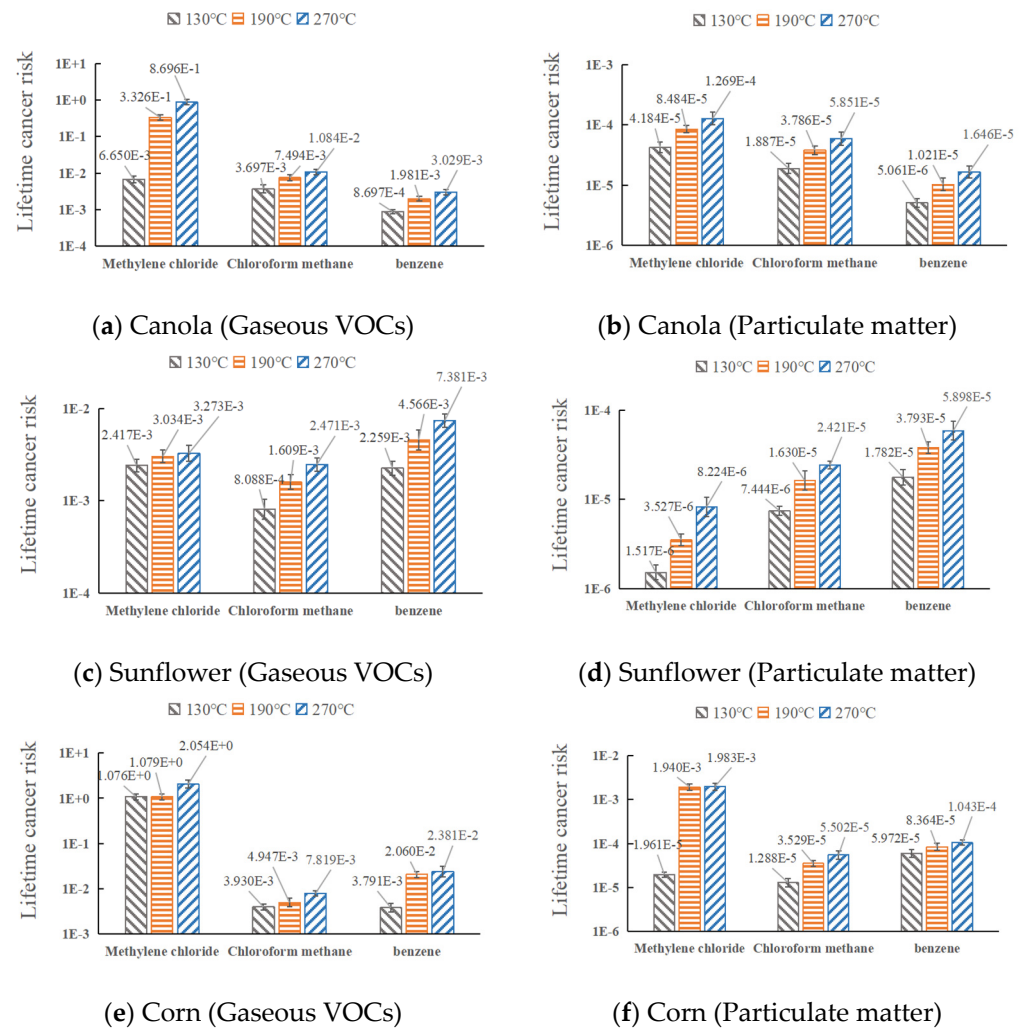 130℃ 190℃ 270℃
Lifetime cancer risk
1E+1
1E+0
1E-1
1E-2
1E-3
1E-4
6.650E-3
3.326E-1
8.696E-1
3.697E-3
7.494E-3
1.084E-2
8.697E-4
1.981E-3
3.029E-3
Methylene chloride Chloroform methane benzene
(a) Canola (Gaseous VOCs)
130℃ 190℃ 270℃
Lifetime cancer risk
1E-3
1E-4
1E-5
1E-6
4.184E-5
8.484E-5
1.269E-4
1.887E-5
3.786E-5
5.851E-5
5.061E-6
1.021E-5
1.646E-5
Methylene chloride Chloroform methane benzene
(b) Canola (Particulate matter)
130℃ 190℃ 270℃
Lifetime cancer risk
1E-2
1E-3
1E-4
2.417E-3
3.034E-3
3.273E-3
8.088E-4
1.609E-3
2.471E-3
2.259E-3
4.566E-3
7.381E-3
Methylene chloride Chloroform methane benzene
(c) Sunflower (Gaseous VOCs)
130℃ 190℃ 270℃
Lifetime cancer risk
1E-4
1E-5
1E-6
1.517E-6
3.527E-6
8.224E-6
7.444E-6
1.630E-5
2.421E-5
1.782E-5
3.793E-5
5.898E-5
Methylene chloride Chloroform methane benzene
(d) Sunflower (Particulate matter)
130℃ 190℃ 270℃
Lifetime cancer risk
1E+1
1E+0
1E-1
1E-2
1E-3
1.076E+0
1.079E+0
2.054E+0
3.930E-3
4.947E-3
7.819E-3
3.791E-3
2.060E-2
2.381E-2
Methylene chloride Chloroform methane benzene
(e) Corn (Gaseous VOCs)
130℃ 190℃ 270℃
Lifetime cancer risk
1E-2
1E-3
1E-4
1E-5
1E-6
1.961E-5
1.940E-3
1.983E-3
1.288E-5
3.529E-5
5.502E-5
5.972E-5
8.364E-5
1.043E-4
Methylene chloride Chloroform methane benzene
(f) Corn (Particulate matter)